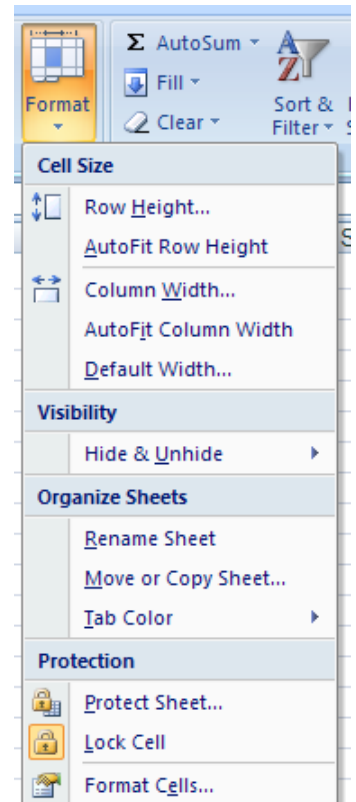 Σ AutoSum
Fill
Clear
Format
Sort &
Filter
Cell Size
Row Height...
AutoFit Row Height
Column Width...
AutoFit Column Width
Default Width...
Visibility
Hide & Unhide
Organize Sheets
Rename Sheet
Move or Copy Sheet...
Tab Color
Protection
Protect Sheet...
Lock Cell
Format Cells...